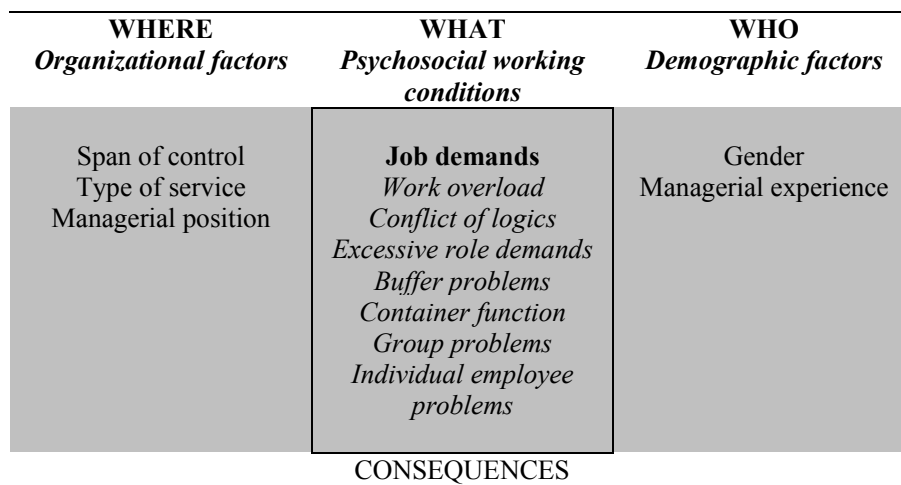 WHERE
Organizational factors
WHAT
Psychosocial working
conditions
WHO
Demographic factors
Span of control
Type of service
Managerial position
Job demands
Work overload
Conflict of logics
Excessive role demands
Buffer problems
Container function
Group problems
Individual employee
problems
Gender
Managerial experience
CONSEQUENCES